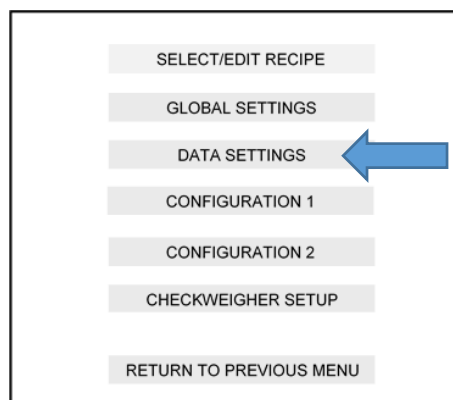 SELECT/EDIT RECIPE
GLOBAL SETTINGS
DATA SETTINGS
CONFIGURATION 1
CONFIGURATION 2
CHECKWEIGHER SETUP
RETURN TO PREVIOUS MENU